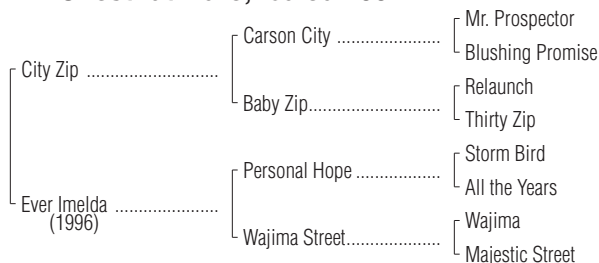 Mr. Prospector
Carson City ....................
Blushing Promise
City Zip .........................
Relaunch
Baby Zip.........................
Thirty Zip
Storm Bird
Personal Hope ................
All the Years
Ever Imelda ....................
(1996)
Wajima
Wajima Street..................
Majestic Street